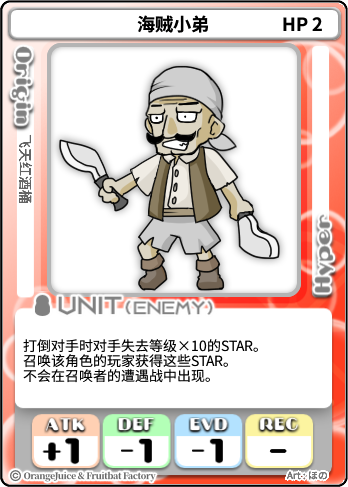 海贼小弟 HP 2
Origin
飞天红酒桶
Hyper
UNIT (ENEMY)
打倒对手时对手失去等级×10的STAR。
召唤该角色的玩家获得这些STAR。
不会在召唤者的遭遇战中出现。
ATK DEF EVD REC
+1 -1 -1 -
© OrangeJuice & Fruitbat Factory Art : ほの